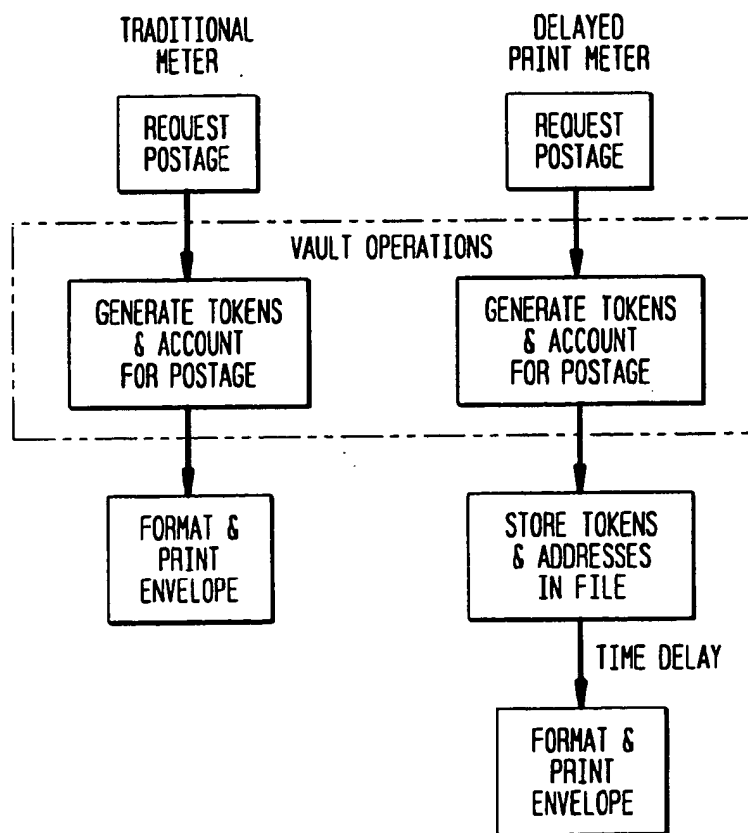 TRADITIONAL
METER
REQUEST
POSTAGE
DELAYED
PRINT METER
REQUEST
POSTAGE
VAULT OPERATIONS
GENERATE TOKENS
& ACCOUNT
FOR POSTAGE
GENERATE TOKENS
& ACCOUNT
FOR POSTAGE
FORMAT &
PRINT
ENVELOPE
STORE TOKENS
& ADDRESSES
IN FILE
TIME DELAY
FORMAT &
PRINT
ENVELOPE